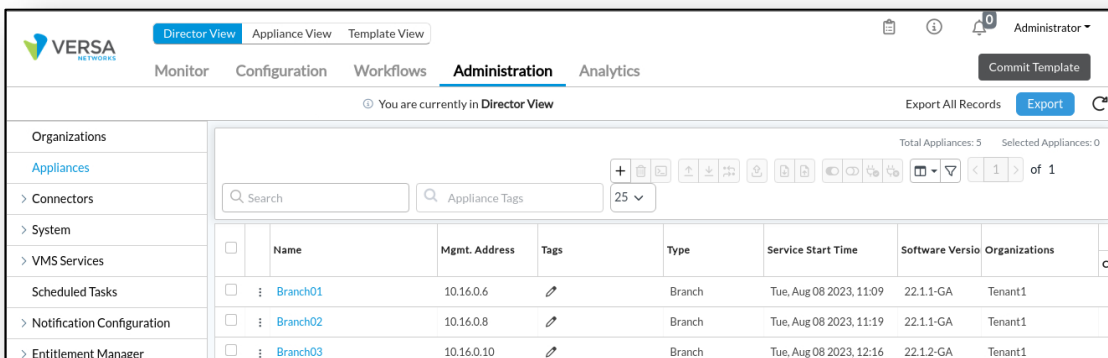 VERSA
NETWORKS
Director View Appliance View Template View
0
Administrator
Monitor Configuration Workflows Administration Analytics
Commit Template
You are currently in Director View
Export All Records Export
Organizations
Appliances
Connectors
System
VMS Services
Scheduled Tasks
Notification Configuration
Entitlement Manager
Total Appliances: 5 Selected Appliances: 0
1 of 1
Search Appliance Tags 25
Name Mgmt. Address Tags Type Service Start Time Software Versio Organizations
Branch01 10.16.0.6 Branch Tue, Aug 08 2023, 11:09 22.1.1-GA Tenant1
Branch02 10.16.0.8 Branch Tue, Aug 08 2023, 11:19 22.1.1-GA Tenant1
Branch03 10.16.0.10 Branch Tue, Aug 08 2023, 12:16 22.1.2-GA Tenant1